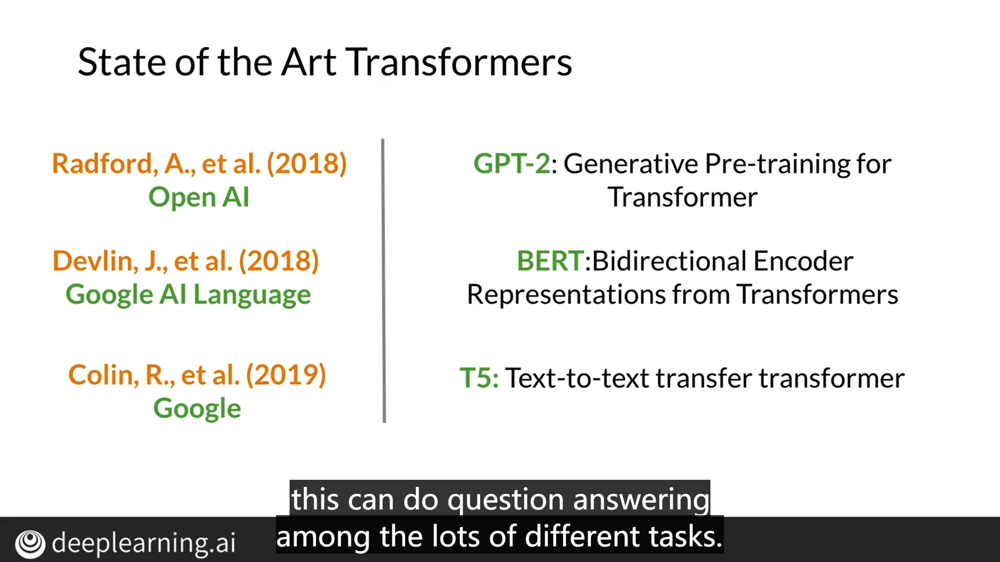 State of the Art Transformers
Radford, A., et al. (2018)
Open AI
GPT-2: Generative Pre-training for
Transformer
Devlin, J., et al. (2018)
Google AI Language
BERT:Bidirectional Encoder
Representations from Transformers
Colin, R., et al. (2019)
Google
T5: Text-to-text transfer transformer
this can do question answering
among the lots of different tasks.
deeplearning.ai